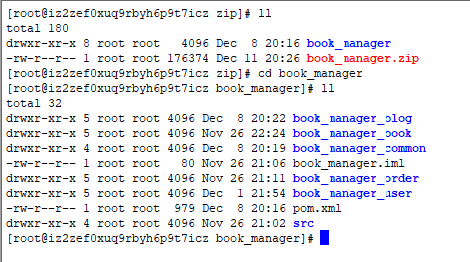 [root@iz2zef0xuq9rbyh6p9t7icz zip]# ll
total 180
drwxr-xr-x 8 root root   4096 Dec  8 20:16 book_manager
-rw-r--r-- 1 root root 176374 Dec 11 20:26 book_manager.zip
[root@iz2zef0xuq9rbyh6p9t7icz zip]# cd book_manager
[root@iz2zef0xuq9rbyh6p9t7icz book_manager]# ll
total 32
drwxr-xr-x 5 root root 4096 Dec  8 20:22 book_manager_blog
drwxr-xr-x 5 root root 4096 Nov 26 22:24 book_manager_book
drwxr-xr-x 4 root root 4096 Dec  8 20:19 book_manager_common
-rw-r--r-- 1 root root   80 Nov 26 21:06 book_manager.iml
drwxr-xr-x 5 root root 4096 Nov 26 21:11 book_manager_order
drwxr-xr-x 5 root root 4096 Dec  1 21:54 book_manager_user
-rw-r--r-- 1 root root  979 Dec  8 20:16 pom.xml
drwxr-xr-x 4 root root 4096 Nov 26 21:02 src
[root@iz2zef0xuq9rbyh6p9t7icz book_manager]#